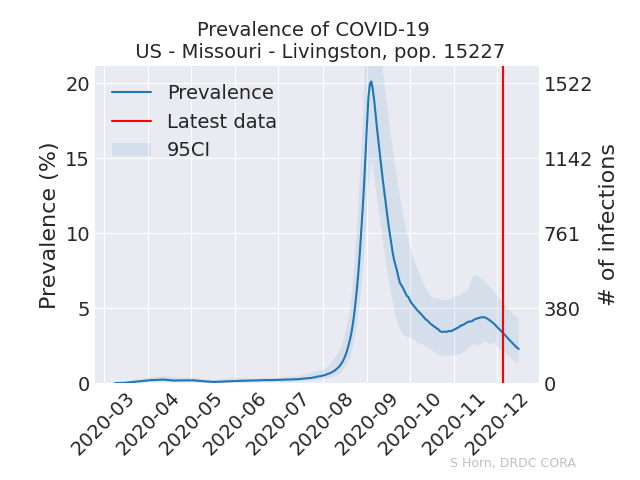 Prevalence of COVID-19
US - Missouri - Livingston, pop. 15227
Prevalence (%)
20
15
10
5
0
Prevalence
Latest data
95CI
1522
1142
761
380
0
# of infections
2020-03
2020-04
2020-05
2020-06
2020-07
2020-08
2020-09
2020-10
2020-11
2020-12
S Horn, DRDC CORA